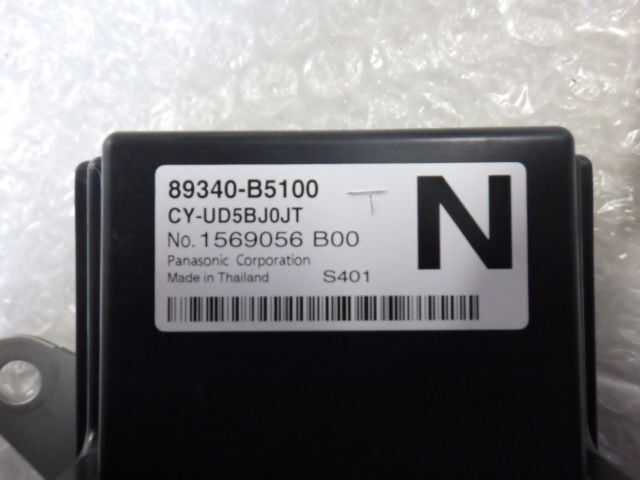 89340-B5100
T
N
CY-UD5BJ0JT
No. 1569056 B00
Panasonic Corporation
Made in Thailand S401